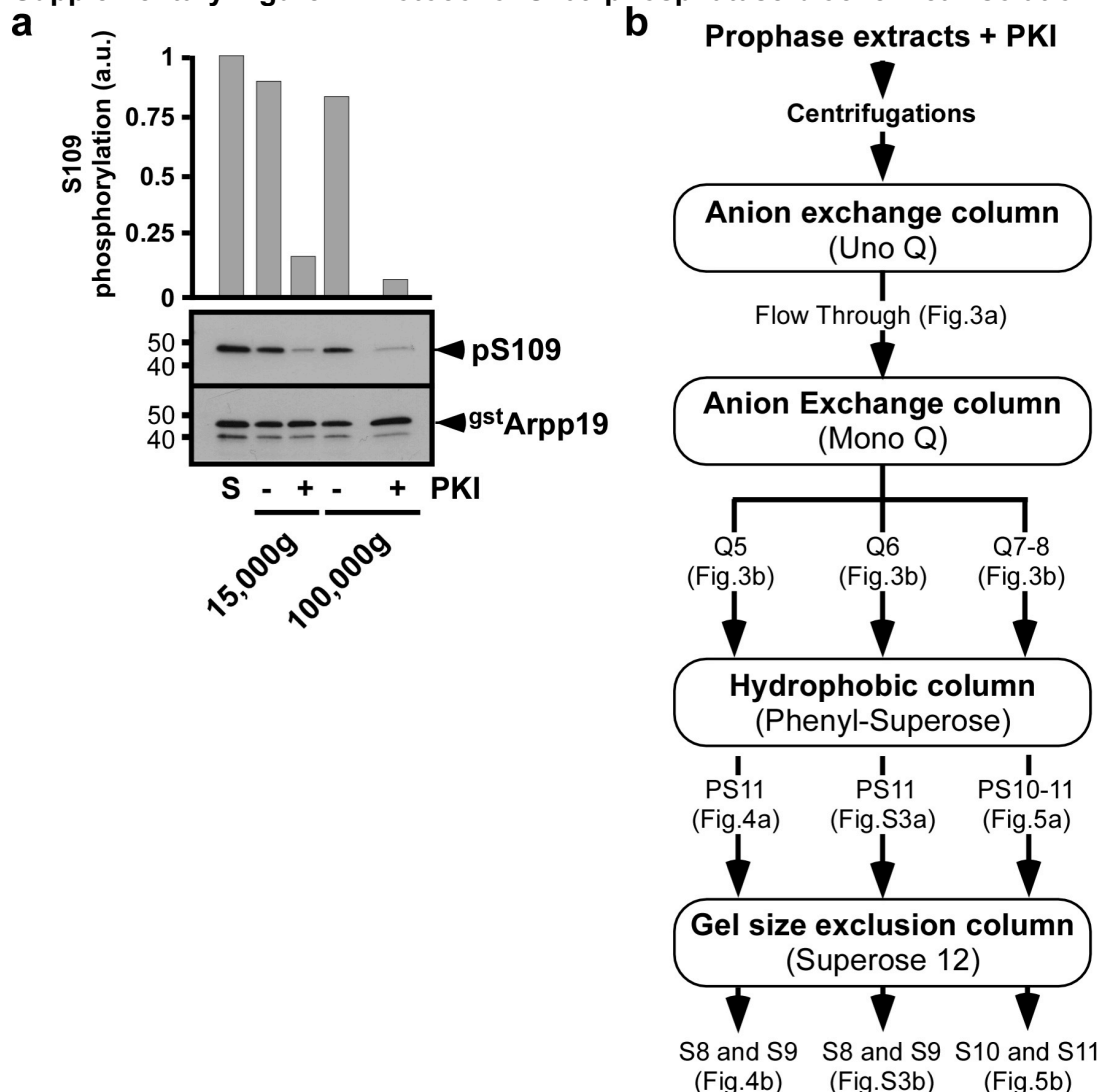 a
S109
phosphorylation (a.u.)
1
0.75
0.5
0.25
0
50
40
pS109
50
40
gstArpp19
S - + - + PKI
15,000g
100,000g
b
Prophase extracts + PKI
Centrifugations
Anion exchange column
(Uno Q)
Flow Through (Fig.3a)
Anion Exchange column
(Mono Q)
Q5 Q6 Q7-8
(Fig.3b) (Fig.3b) (Fig.3b)
Hydrophobic column
(Phenyl-Superose)
PS11 PS11 PS10-11
(Fig.4a) (Fig.S3a) (Fig.5a)
Gel size exclusion column
(Superose 12)
S8 and S9 S8 and S9 S10 and S11
(Fig.4b) (Fig.S3b) (Fig.5b)